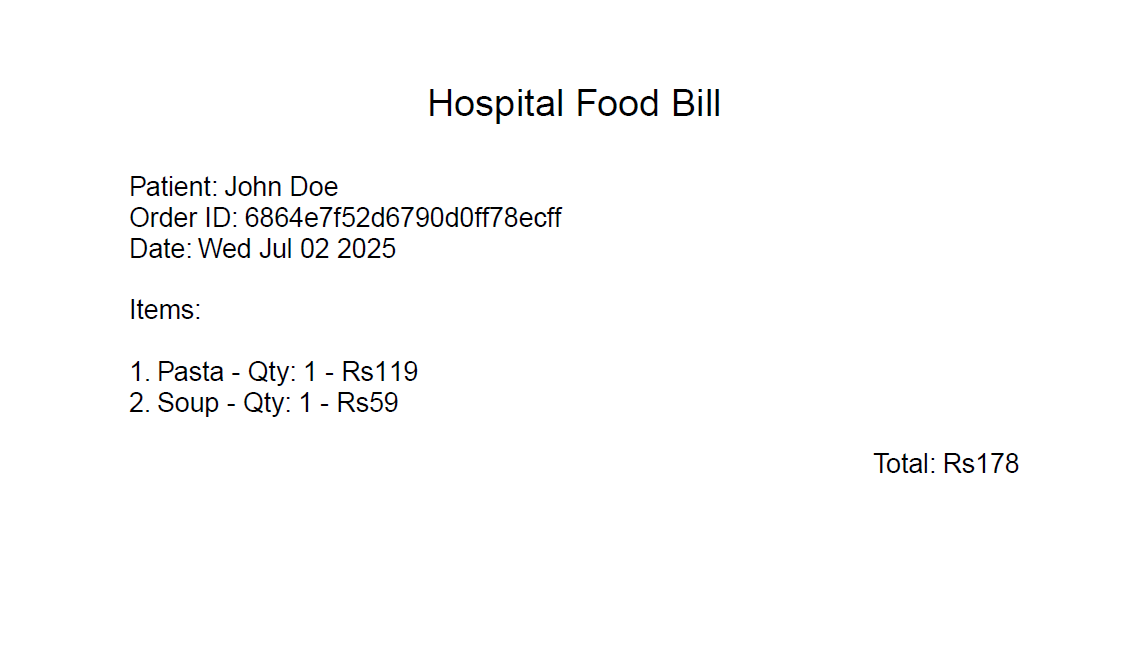 Hospital Food Bill
Patient: John Doe
Order ID: 6864e7f52d6790d0ff78ecff
Date: Wed Jul 02 2025
Items:
1. Pasta - Qty: 1 - Rs119
2. Soup - Qty: 1 - Rs59
Total: Rs178